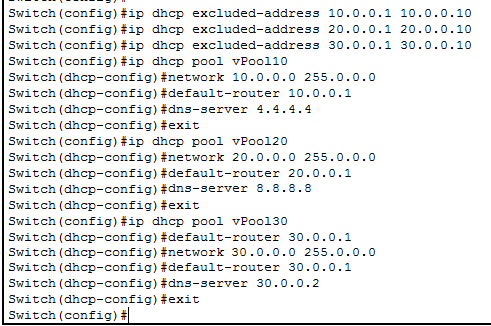 Switch(config)#
Switch(config)#ip dhcp excluded-address 10.0.0.1 10.0.0.10
Switch(config)#ip dhcp excluded-address 20.0.0.1 20.0.0.10
Switch(config)#ip dhcp excluded-address 30.0.0.1 30.0.0.10
Switch(config)#ip dhcp pool vPool10
Switch(dhcp-config)#network 10.0.0.0 255.0.0.0
Switch(dhcp-config)#default-router 10.0.0.1
Switch(dhcp-config)#dns-server 4.4.4.4
Switch(dhcp-config)#exit
Switch(config)#ip dhcp pool vPool20
Switch(dhcp-config)#network 20.0.0.0 255.0.0.0
Switch(dhcp-config)#default-router 20.0.0.1
Switch(dhcp-config)#dns-server 8.8.8.8
Switch(dhcp-config)#exit
Switch(config)#ip dhcp pool vPool30
Switch(dhcp-config)#default-router 30.0.0.1
Switch(dhcp-config)#network 30.0.0.0 255.0.0.0
Switch(dhcp-config)#default-router 30.0.0.1
Switch(dhcp-config)#dns-server 30.0.0.2
Switch(dhcp-config)#exit
Switch(config)#